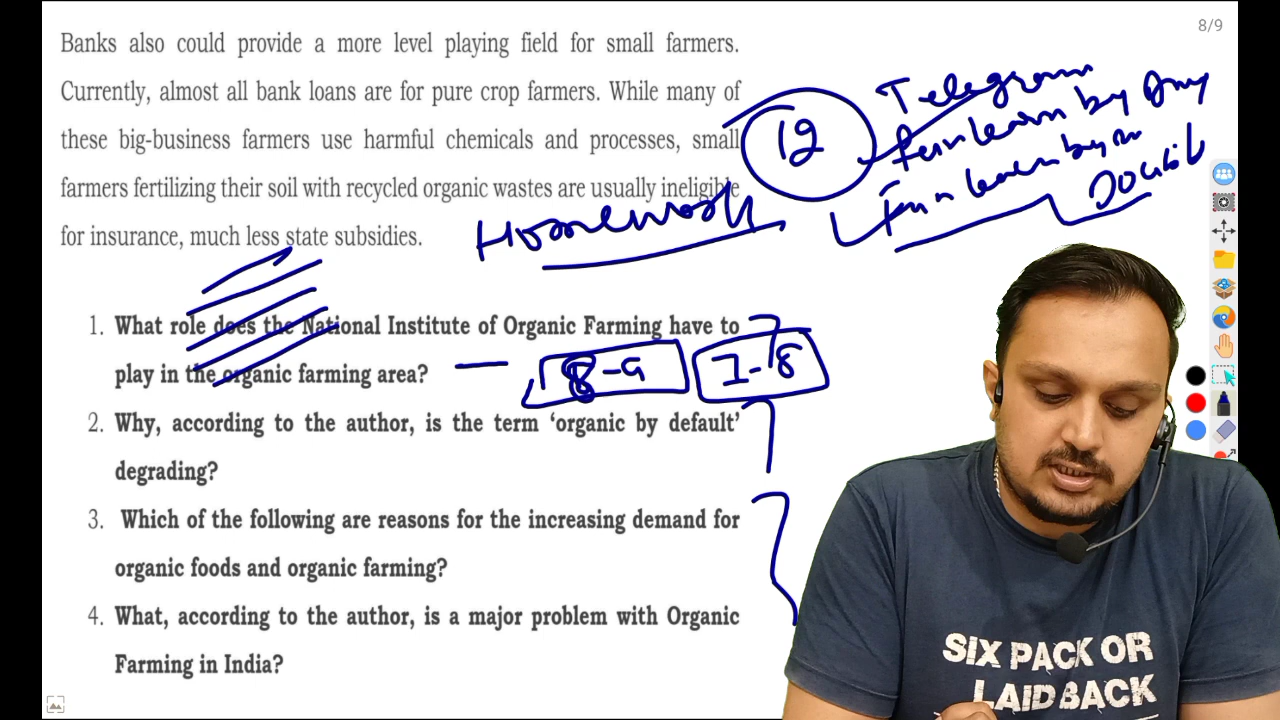 8/9
Banks also could provide a more level playing field for small farmers.
Currently, almost all bank loans are for pure crop farmers. While many of
these big-business farmers use harmful chemicals and processes, small
farmers fertilizing their soil with recycled organic wastes are usually ineligible
for insurance, much less state subsidies.
12
Telegram
Homework
1. What role does the National Institute of Organic Farming have to
play in the organic farming area?
8-9
7-8
2. Why, according to the author, is the term ‘organic by default’
degrading?
3. Which of the following are reasons for the increasing demand for
organic foods and organic farming?
4. What, according to the author, is a major problem with Organic
Farming in India?
SIX PACK OR
LAID BACK